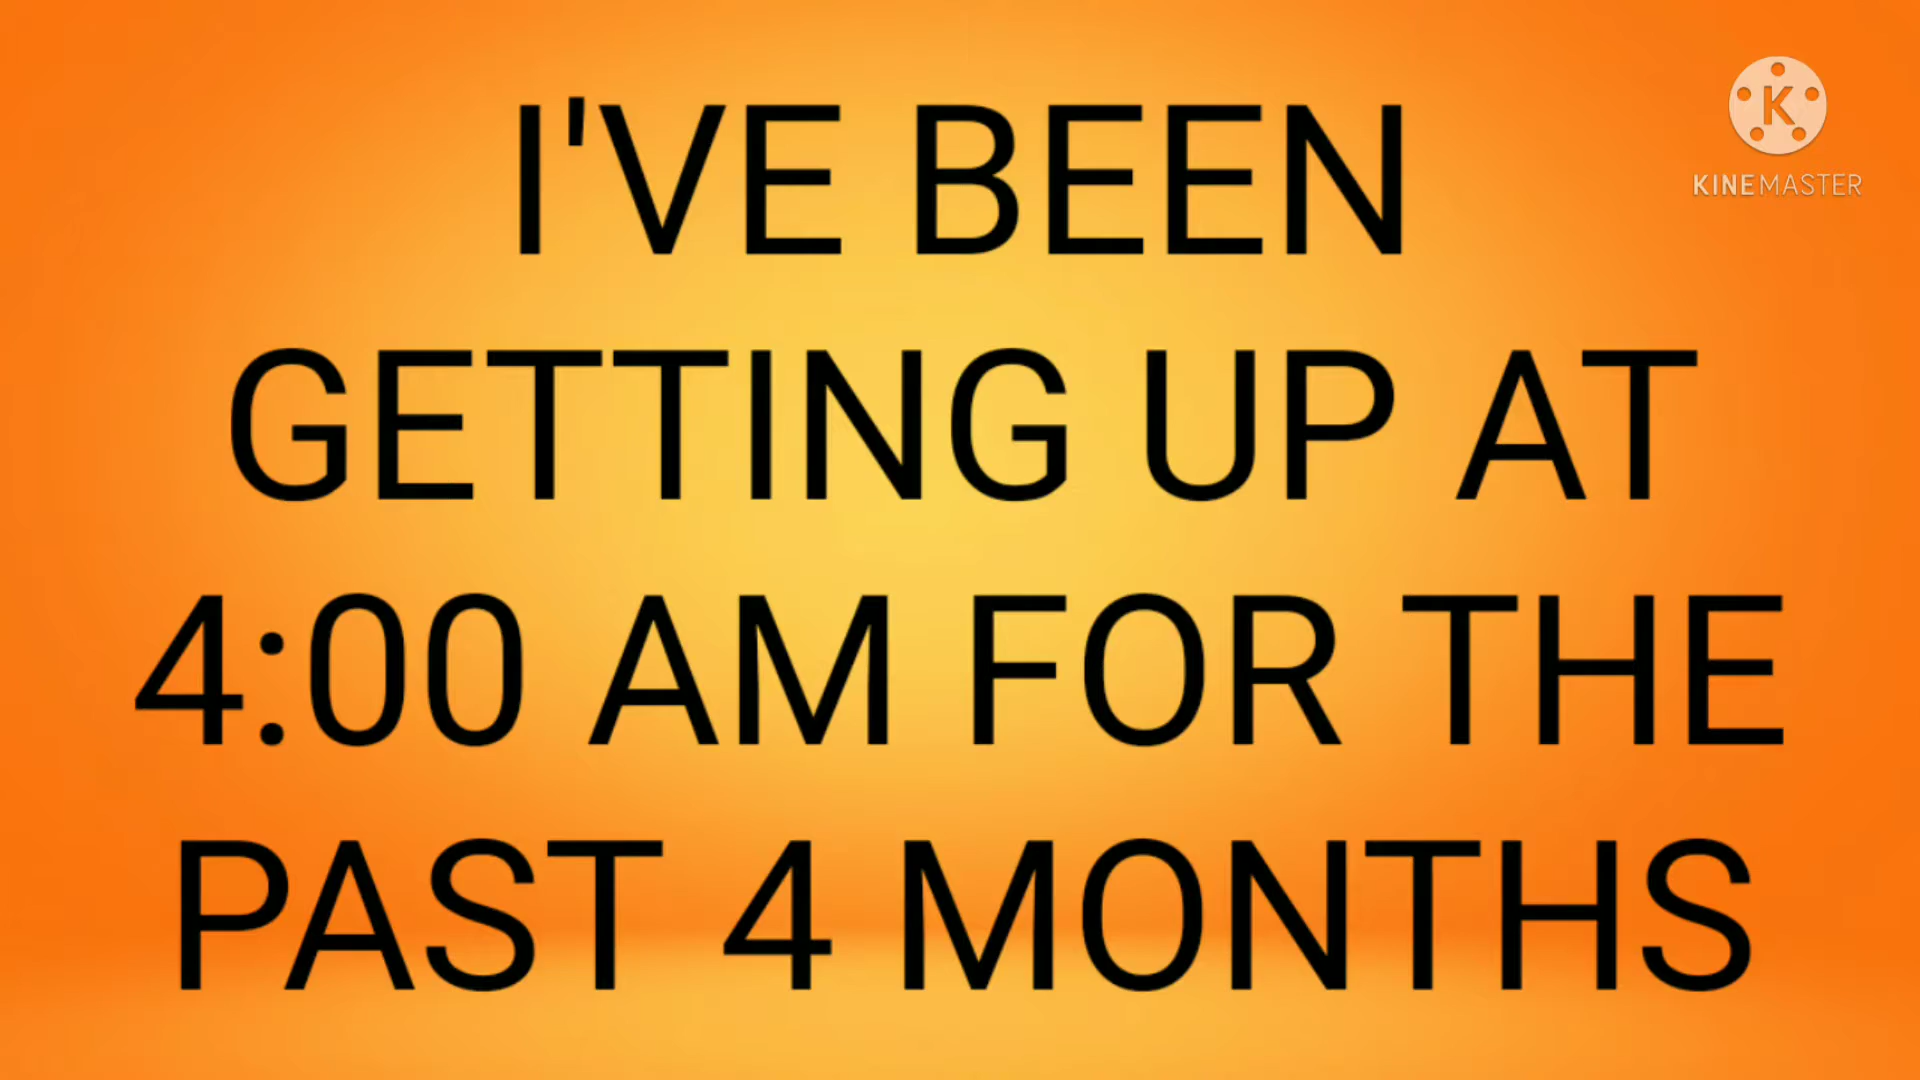 I'VE BEEN
GETTING UP AT
4:00 AM FOR THE
PAST 4 MONTHS
K
KINEMASTER